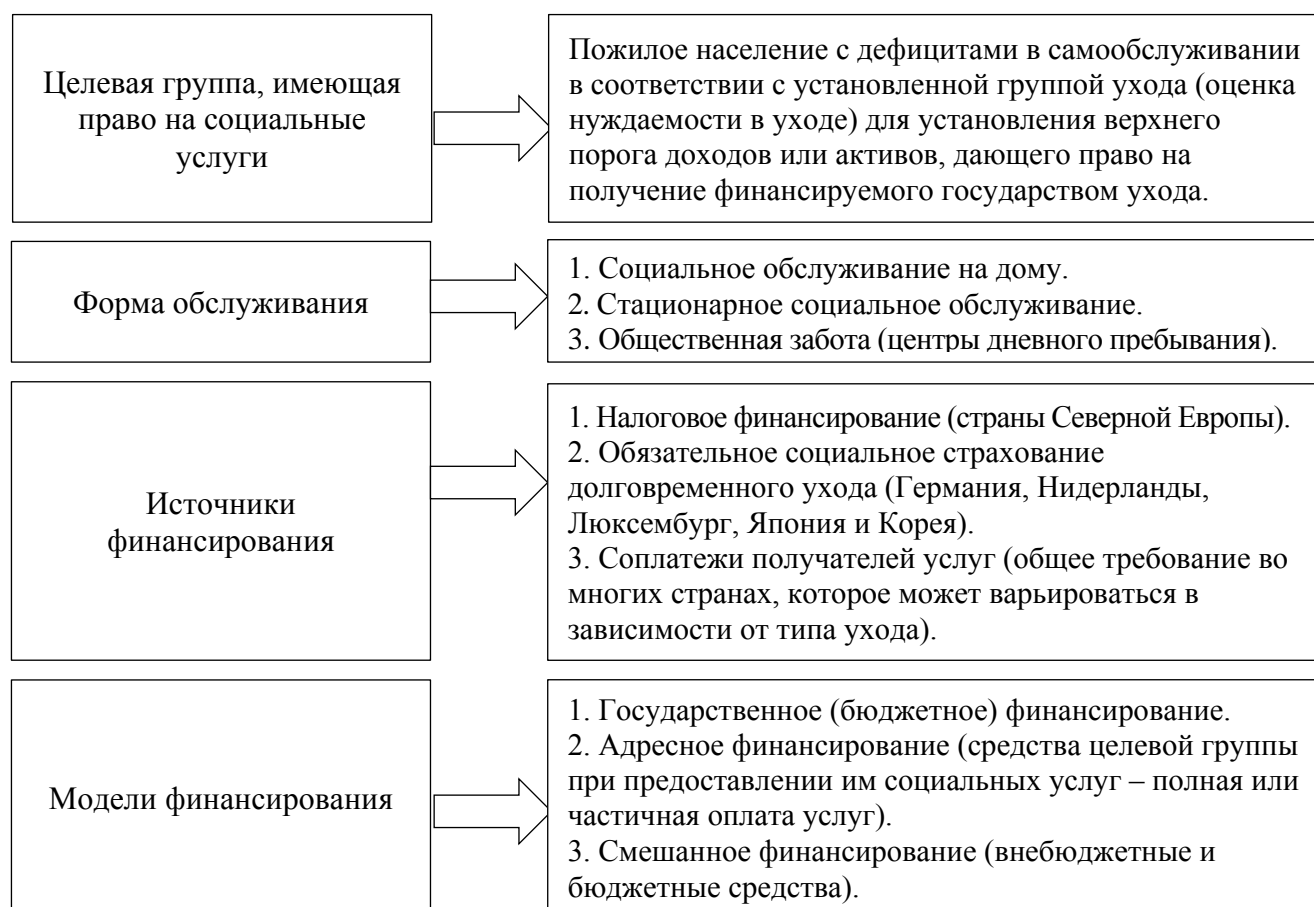 Целевая группа, имеющая
право на социальные
услуги
Пожилое население с дефицитами в самообслуживании
в соответствии с установленной группой ухода (оценка
нуждаемости в уходе) для установления верхнего
порога доходов или активов, дающего право на
получение финансируемого государством ухода.
Форма обслуживания
1. Социальное обслуживание на дому.
2. Стационарное социальное обслуживание.
3. Общественная забота (центры дневного пребывания).
Источники
финансирования
1. Налоговое финансирование (страны Северной Европы).
2. Обязательное социальное страхование
долговременного ухода (Германия, Нидерланды,
Люксембург, Япония и Корея).
3. Соплатежи получателей услуг (общее требование во
многих странах, которое может варьироваться в
зависимости от типа ухода).
Модели финансирования
1. Государственное (бюджетное) финансирование.
2. Адресное финансирование (средства целевой группы
при предоставлении им социальных услуг – полная или
частичная оплата услуг).
3. Смешанное финансирование (внебюджетные и
бюджетные средства).